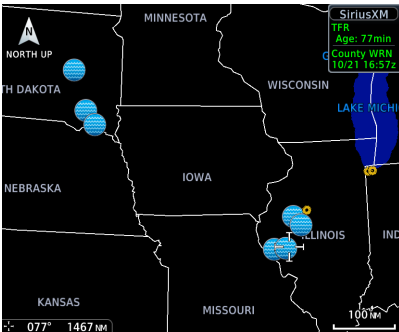 MINNESOTA
SiriusXM
TFR
Age: 77min
County WRN
10/21 16:57z
N
NORTH UP
WISCONSIN
TH DAKOTA
LAKE MICHI
IOWA
NEBRASKA
ILLINOIS
IND
KANSAS
MISSOURI
100 NM
077° 1467 NM